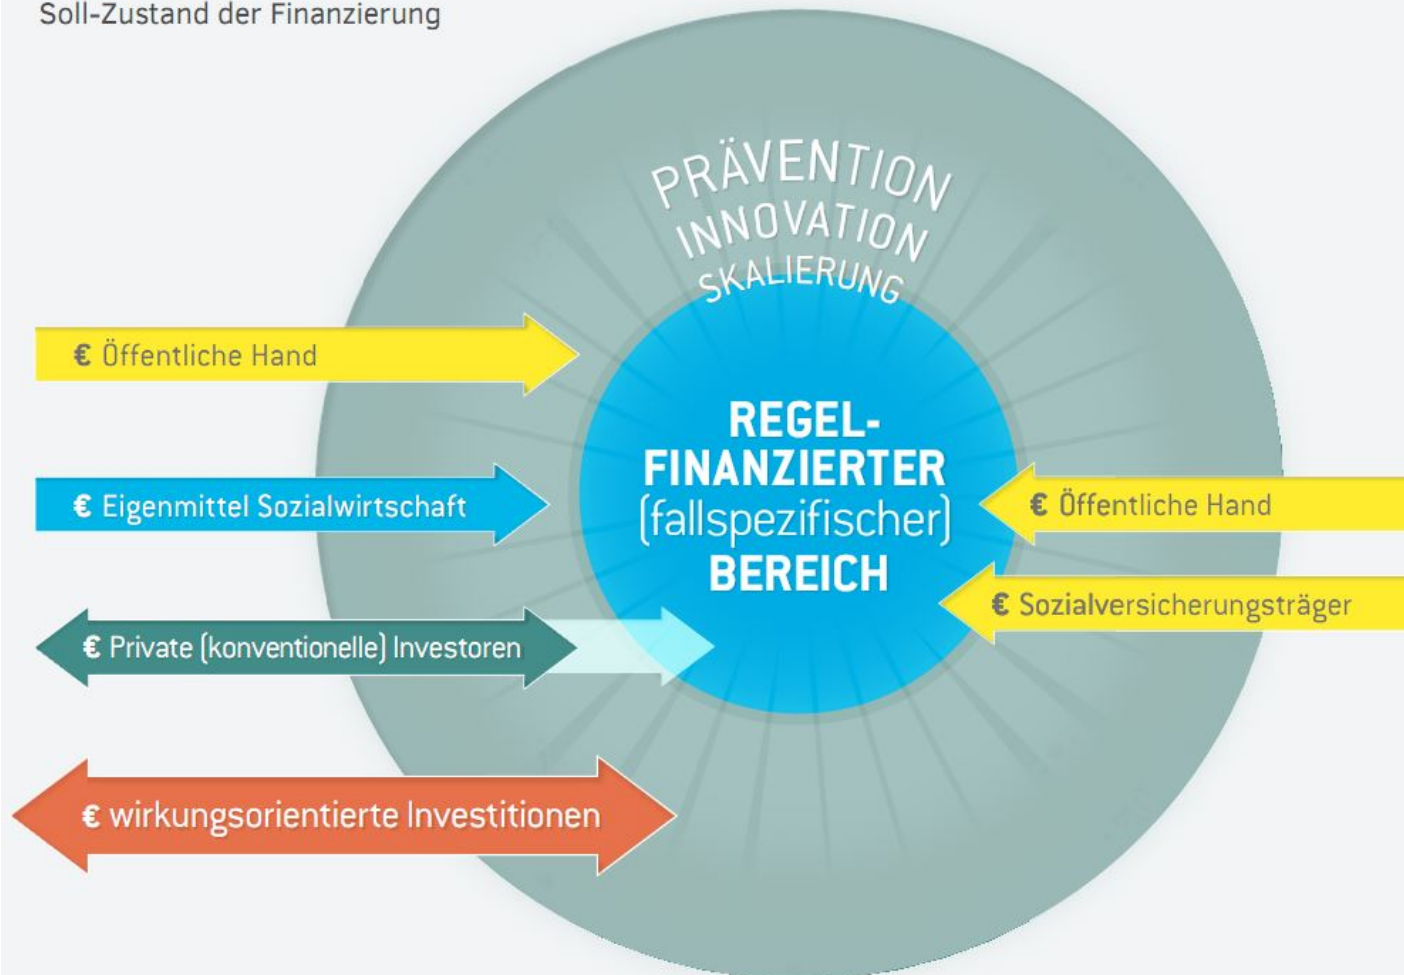 Soll-Zustand der Finanzierung
PRÄVENTION
INNOVATION
SKALIERUNG
€ Öffentliche Hand
REGEL-
FINANZIERTER
(fallspezifischer)
BEREICH
€ Eigenmittel Sozialwirtschaft
€ Öffentliche Hand
€ Sozialversicherungsträger
€ Private (konventionelle) Investoren
€ wirkungsorientierte Investitionen